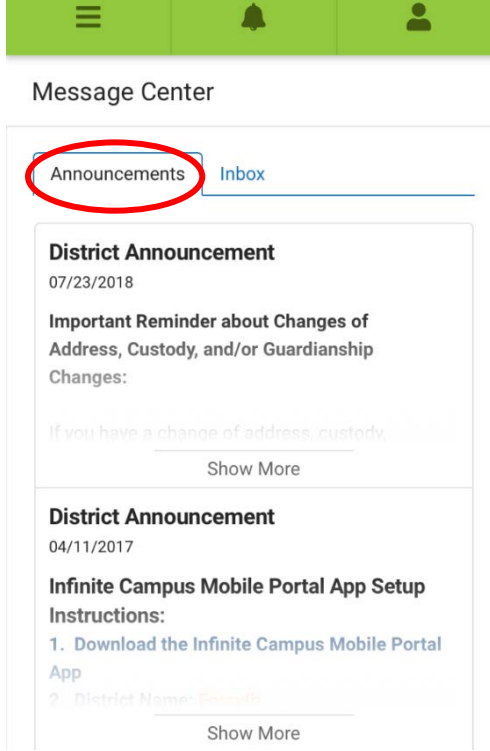 Message Center
Announcements Inbox
District Announcement
07/23/2018
Important Reminder about Changes of
Address, Custody, and/or Guardianship
Changes:
If you have a change of address, custody,
Show More
District Announcement
04/11/2017
Infinite Campus Mobile Portal App Setup
Instructions:
1. Download the Infinite Campus Mobile Portal
App
2. District Name: Forsyth
Show More